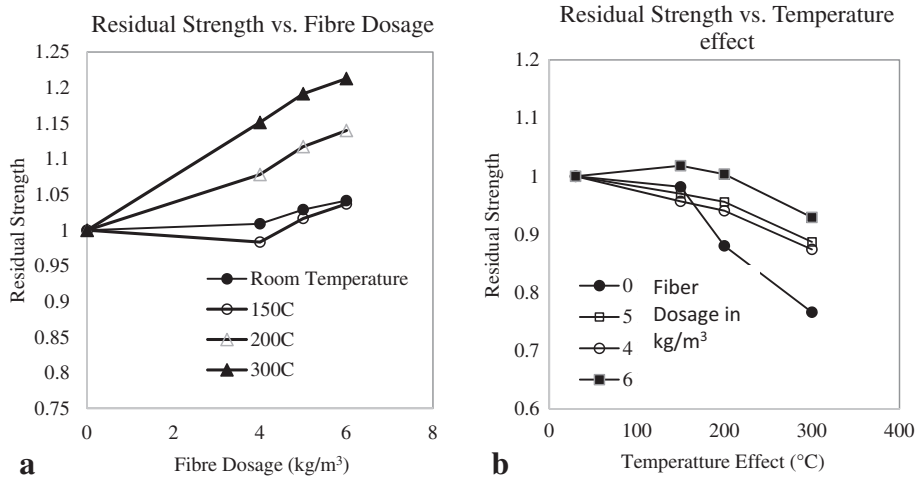 Residual Strength vs. Fibre Dosage
1.25
1.2
1.15
1.1
1.05
1
0.95
0.9
0.85
0.8
0.75
Residual Strength
Room Temperature
150C
200C
300C
0
2
4
6
8
Fibre Dosage (kg/m³)
a
Residual Strength vs. Temperature
effect
1.2
1.1
1
0.9
0.8
0.7
0.6
Residual Strength
0
5
4
6
Fiber
Dosage in
kg/m³
0
100
200
300
400
Temperatture Effect (°C)
b